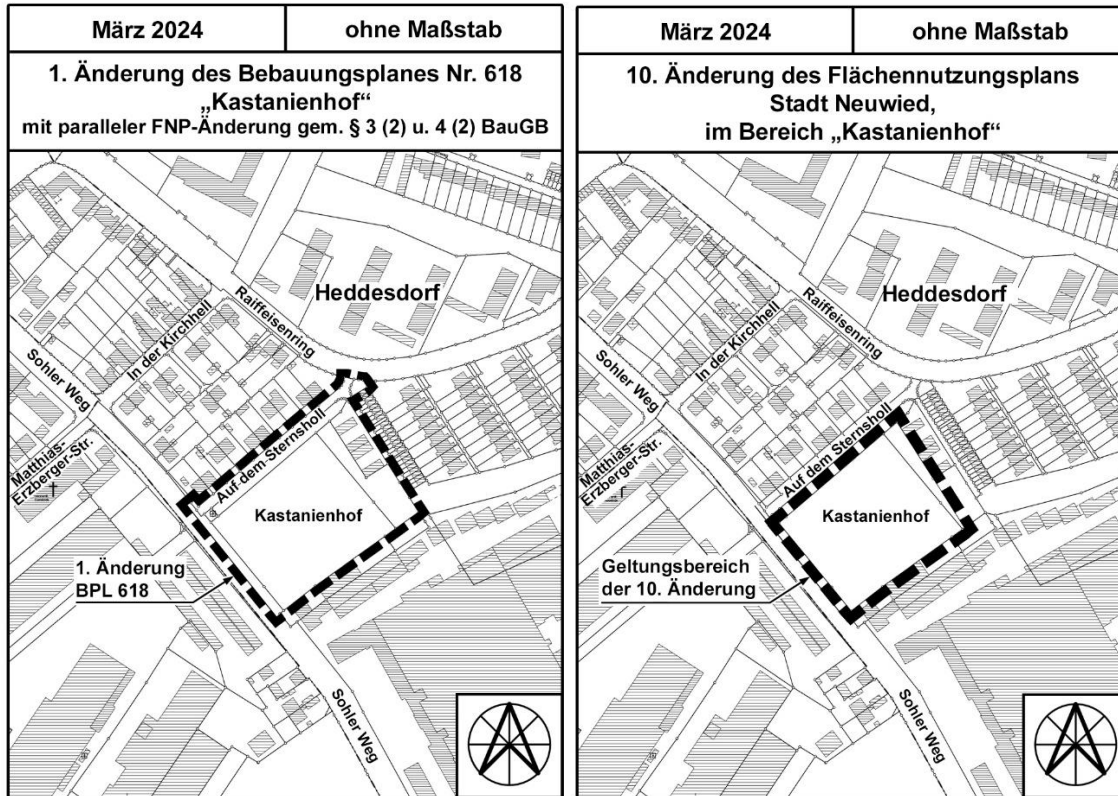 März 2024
ohne Maßstab
1. Änderung des Bebauungsplanes Nr. 618
„Kastanienhof“
mit paralleler FNP-Änderung gem. § 3 (2) u. 4 (2) BauGB
Heddesdorf
Raiffeisenring
In der Kirchhell
Sohler Weg
Matthias-
Erzberger-Str.
Auf dem Sternsholl
Kastanienhof
1. Änderung
BPL 618
Sohler Weg
März 2024
ohne Maßstab
10. Änderung des Flächennutzungsplans
Stadt Neuwied,
im Bereich „Kastanienhof“
Heddesdorf
Raiffeisenring
In der Kirchhell
Sohler Weg
Matthias-
Erzberger-Str.
Auf dem Sternsholl
Kastanienhof
Geltungsbereich
der 10. Änderung
Sohler Weg